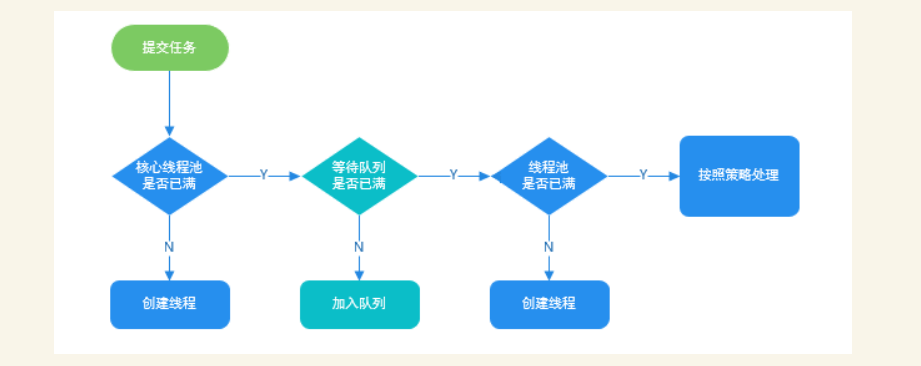 提交任务
核心线程池
是否已满
Y
等待队列
是否已满
Y
线程池
是否已满
Y
按照策略处理
N
N
N
创建线程
加入队列
创建线程